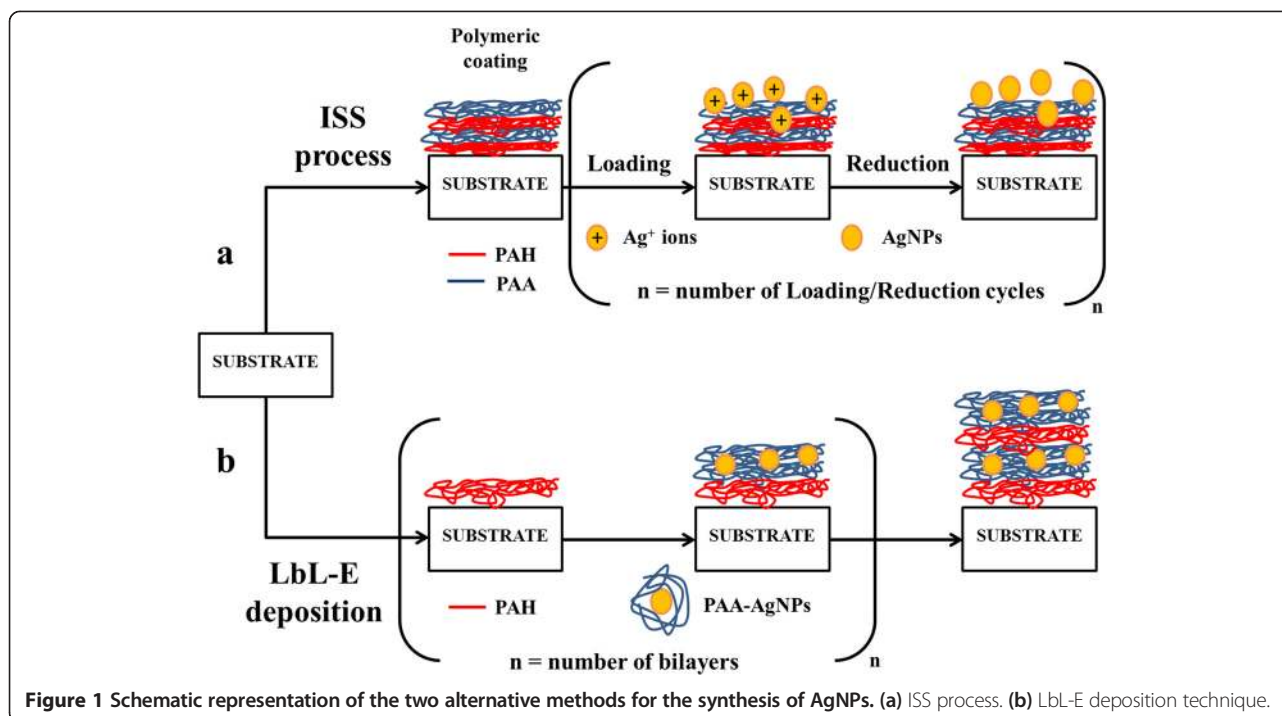 Polymeric
coating
ISS
process
SUBSTRATE
Loading
+ + + + +
SUBSTRATE
Reduction
SUBSTRATE
a
PAH
PAA
+ Ag⁺ ions
AgNPs
n = number of Loading/Reduction cycles
n
SUBSTRATE
b
SUBSTRATE
SUBSTRATE
SUBSTRATE
LbL-E
deposition
PAH
PAA-AgNPs
n = number of bilayers
n
Figure 1 Schematic representation of the two alternative methods for the synthesis of AgNPs. (a) ISS process. (b) LbL-E deposition technique.